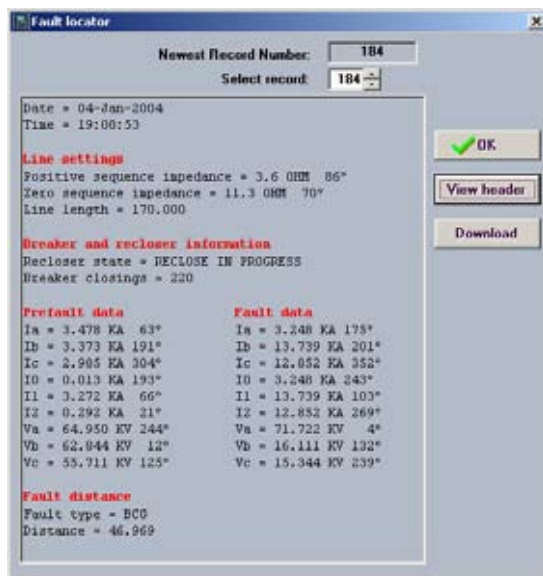 Fault locator
Newest Record Number: 184
Select record: 184
Date = 04-Jan-2004
Time = 19:08:53
Line settings
Positive sequence impedance = 3.6 OHM 86°
Zero sequence impedance = 11.3 OHM 70°
Line length = 170.000
Breaker and recloser information
Recloser state = RECLOSE IN PROGRESS
Breaker closings = 220
Prefault data Fault data
Ia = 3.478 KA 63° Ia = 3.248 KA 175°
Ib = 3.373 KA 191° Ib = 13.739 KA 201°
Ic = 2.985 KA 304° Ic = 12.852 KA 352°
I0 = 0.013 KA 193° I0 = 3.248 KA 243°
I1 = 3.272 KA 66° I1 = 13.739 KA 103°
I2 = 0.292 KA 21° I2 = 12.852 KA 269°
Va = 64.950 KV 244° Va = 71.722 KV 4°
Vb = 62.844 KV 12° Vb = 16.111 KV 132°
Vc = 55.711 KV 125° Vc = 15.344 KV 239°
Fault distance
Fault type = BCG
Distance = 46.969
OK
View header
Download